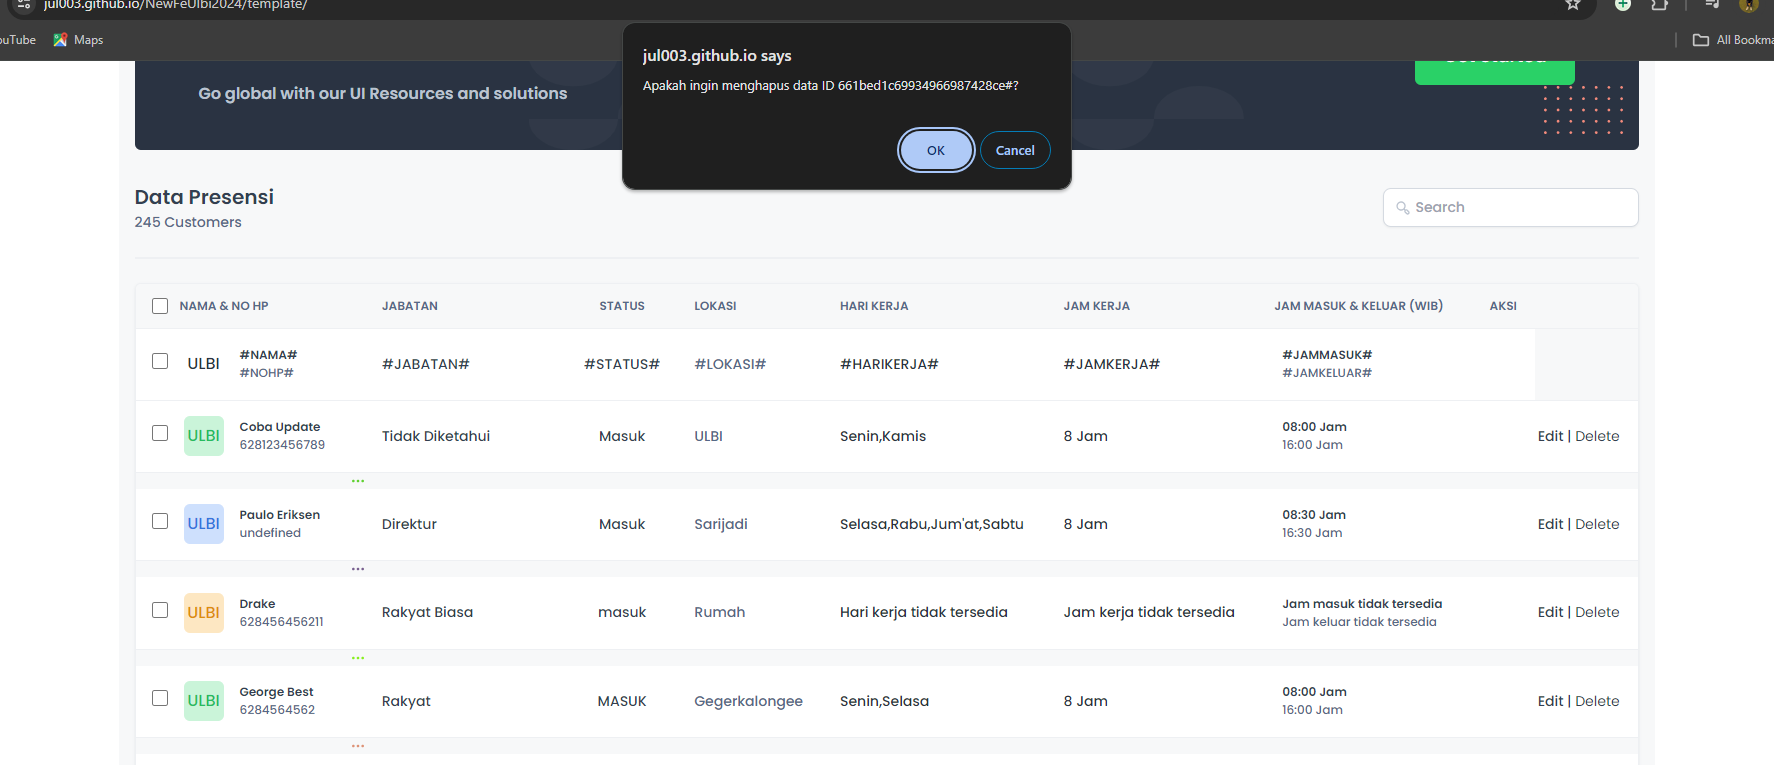 jul003.github.io/NewFeUlbi2024/template/
Maps
All Bookma
jul003.github.io says
Apakah ingin menghapus data ID 661bed1c69934966987428ce#?
OK
Cancel
Go global with our UI Resources and solutions
Data Presensi
245 Customers
Search
NAMA & NO HP JABATAN STATUS LOKASI HARI KERJA JAM KERJA JAM MASUK & KELUAR (WIB) AKSI
ULBI #NAMA# #JABATAN# #STATUS# #LOKASI# #HARIKERJA# #JAMKERJA# #JAMMASUK#
#NOHP# #JAMKELUAR#
ULBI Coba Update Tidak Diketahui Masuk ULBI Senin,Kamis 8 Jam 08:00 Jam Edit | Delete
628123456789 16:00 Jam
...
ULBI Paulo Eriksen Direktur Masuk Sarijadi Selasa,Rabu,Jum'at,Sabtu 8 Jam 08:30 Jam Edit | Delete
undefined 16:30 Jam
...
ULBI Drake Rakyat Biasa masuk Rumah Hari kerja tidak tersedia Jam kerja tidak tersedia Jam masuk tidak tersedia Edit | Delete
628456456211 Jam keluar tidak tersedia
...
ULBI George Best Rakyat MASUK Gegerkalongee Senin,Selasa 8 Jam 08:00 Jam Edit | Delete
6284564562 16:00 Jam
...